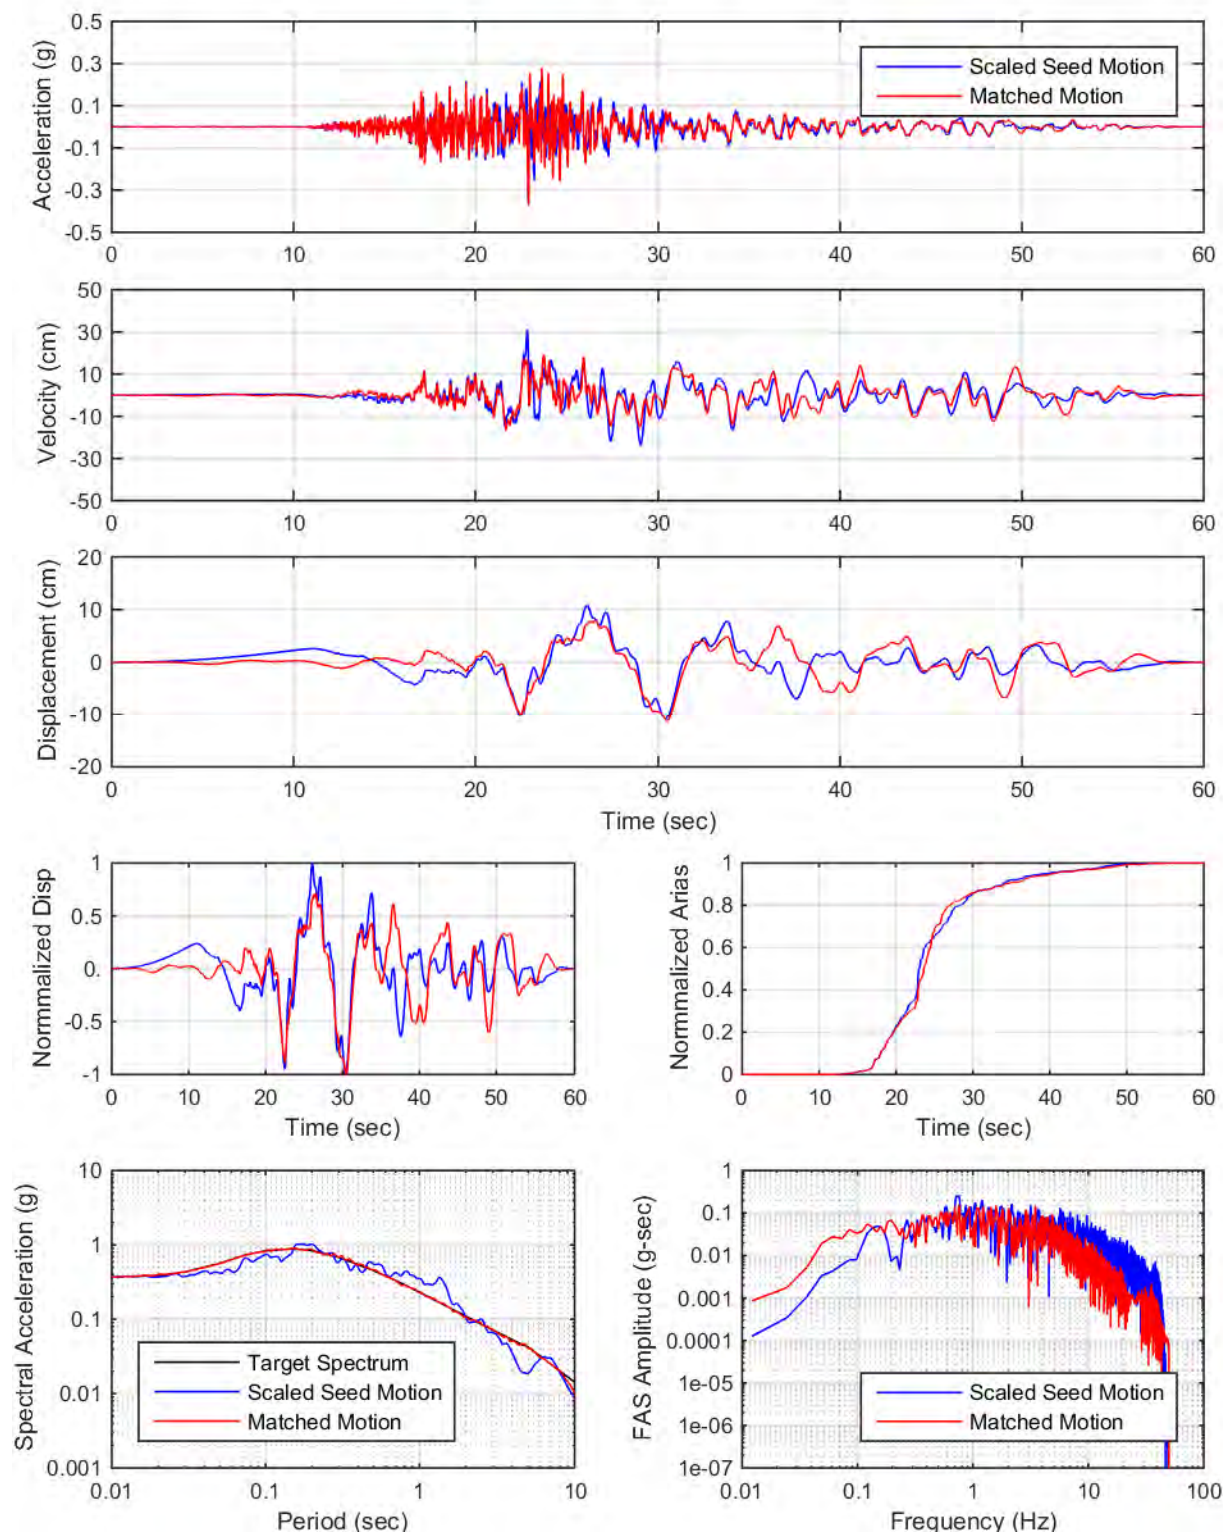 0.5
0.3
0.1
-0.1
-0.3
-0.5
Acceleration (g)
Scaled Seed Motion
Matched Motion
0 10 20 30 40 50 60
50
30
10
-10
-30
-50
Velocity (cm)
0 10 20 30 40 50 60
20
10
0
-10
-20
Displacement (cm)
0 10 20 30 40 50 60
Time (sec)
1
0.5
0.
-0.5
-1
Normmalized Disp
0 10 20 30 40 50 60
Time (sec)
1
0.8
0.6
0.4
0.2
0
Normmalized Arias
0 10 20 30 40 50 60
Time (sec)
10
1
0.1
0.01
0.001
Spectral Acceleration (g)
Target Spectrum
Scaled Seed Motion
Matched Motion
0.01 0.1 1 10
Period (sec)
1
0.1
0.01
0.001
0.0001
1e-05
1e-06
1e-07
FAS Amplitude (g-sec)
Scaled Seed Motion
Matched Motion
0.01 0.1 1 10 100
Frequency (Hz)